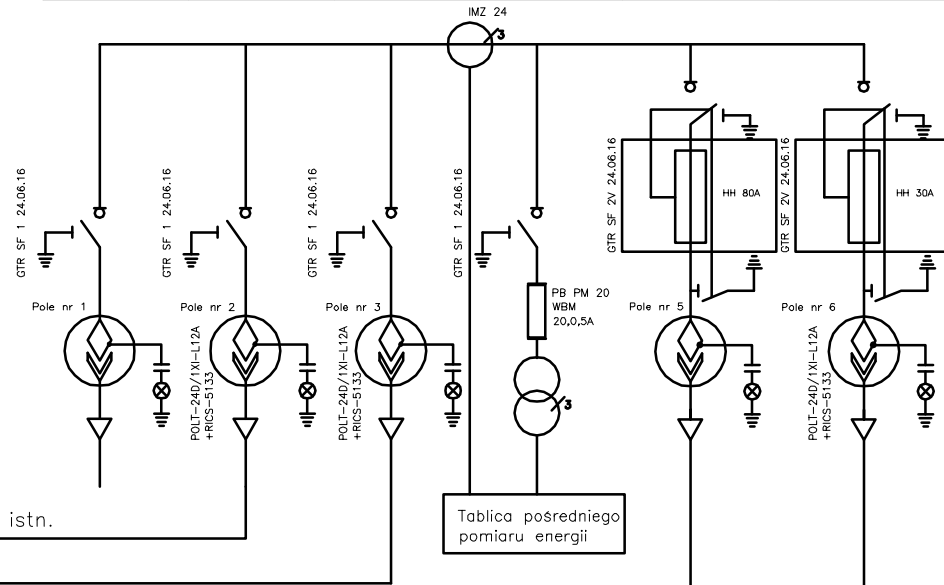 IMZ 24
3
GTR SF 1 24.06.16
GTR SF 1 24.06.16
GTR SF 1 24.06.16
GTR SF 1 24.06.16
GTR SF 2V 24.06.16
GTR SF 2V 24.06.16
HH 80A
HH 30A
Pole nr 1
Pole nr 2
Pole nr 3
PB PM 20
WBM
20,0,5A
Pole nr 5
Pole nr 6
POLT-24D/1XI-L12A
+RICS-5133
POLT-24D/1XI-L12A
+RICS-5133
POLT-24D/1XI-L12A
+RICS-5133
3
istn.
Tablica pośredniego
pomiaru energii